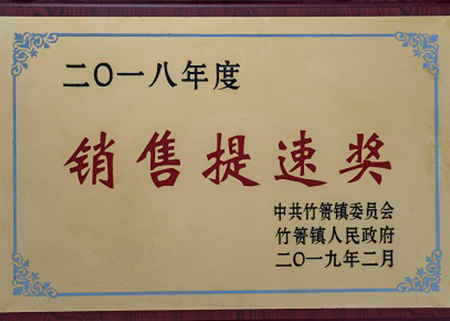 二〇一八年度
销售提速奖
中共竹箦镇委员会
竹箦镇人民政府
二〇一九年二月